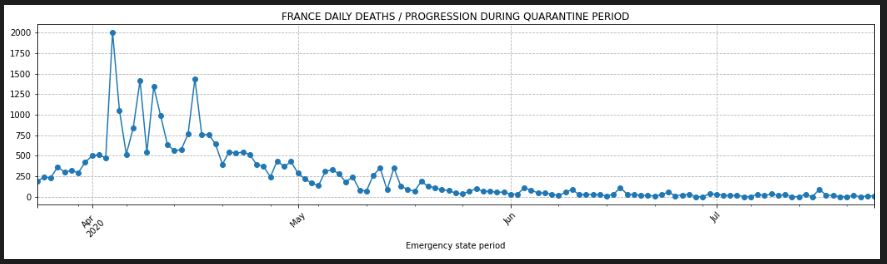 FRANCE DAILY DEATHS / PROGRESSION DURING QUARANTINE PERIOD
2000
1750
1500
1250
1000
750
500
250
0
Apr
2020
May
Jun
Jul
Emergency state period